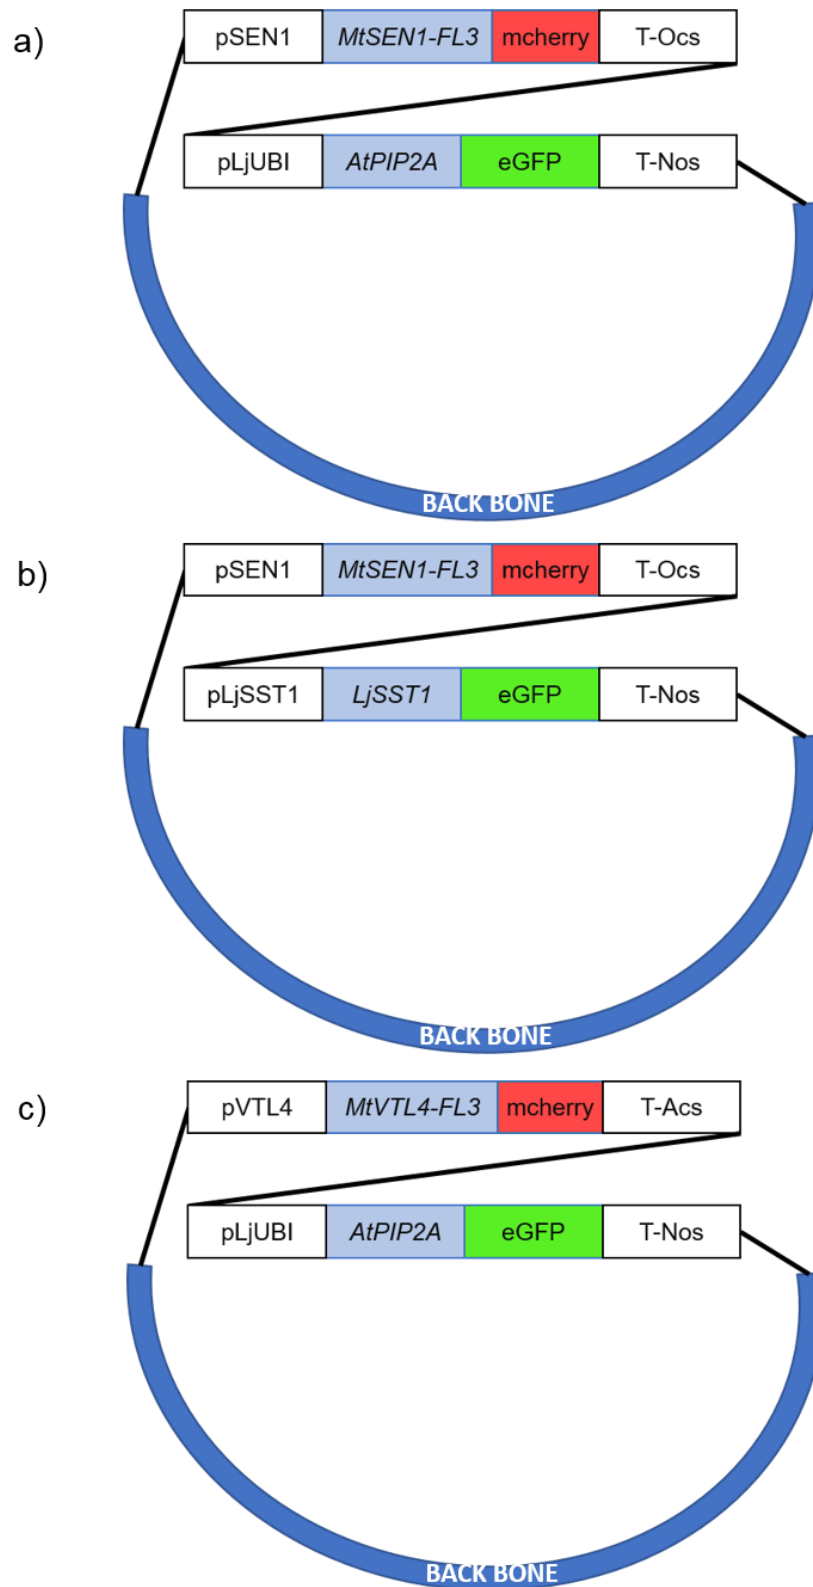 a)
pSEN1 MtSEN1-FL3 mcherry T-Ocs
pLjUBI AtPIP2A eGFP T-Nos
BACK BONE
b)
pSEN1 MtSEN1-FL3 mcherry T-Ocs
pLjSST1 LjSST1 eGFP T-Nos
BACK BONE
c)
pVTL4 MtVTL4-FL3 mcherry T-Acs
pLjUBI AtPIP2A eGFP T-Nos
BACK BONE